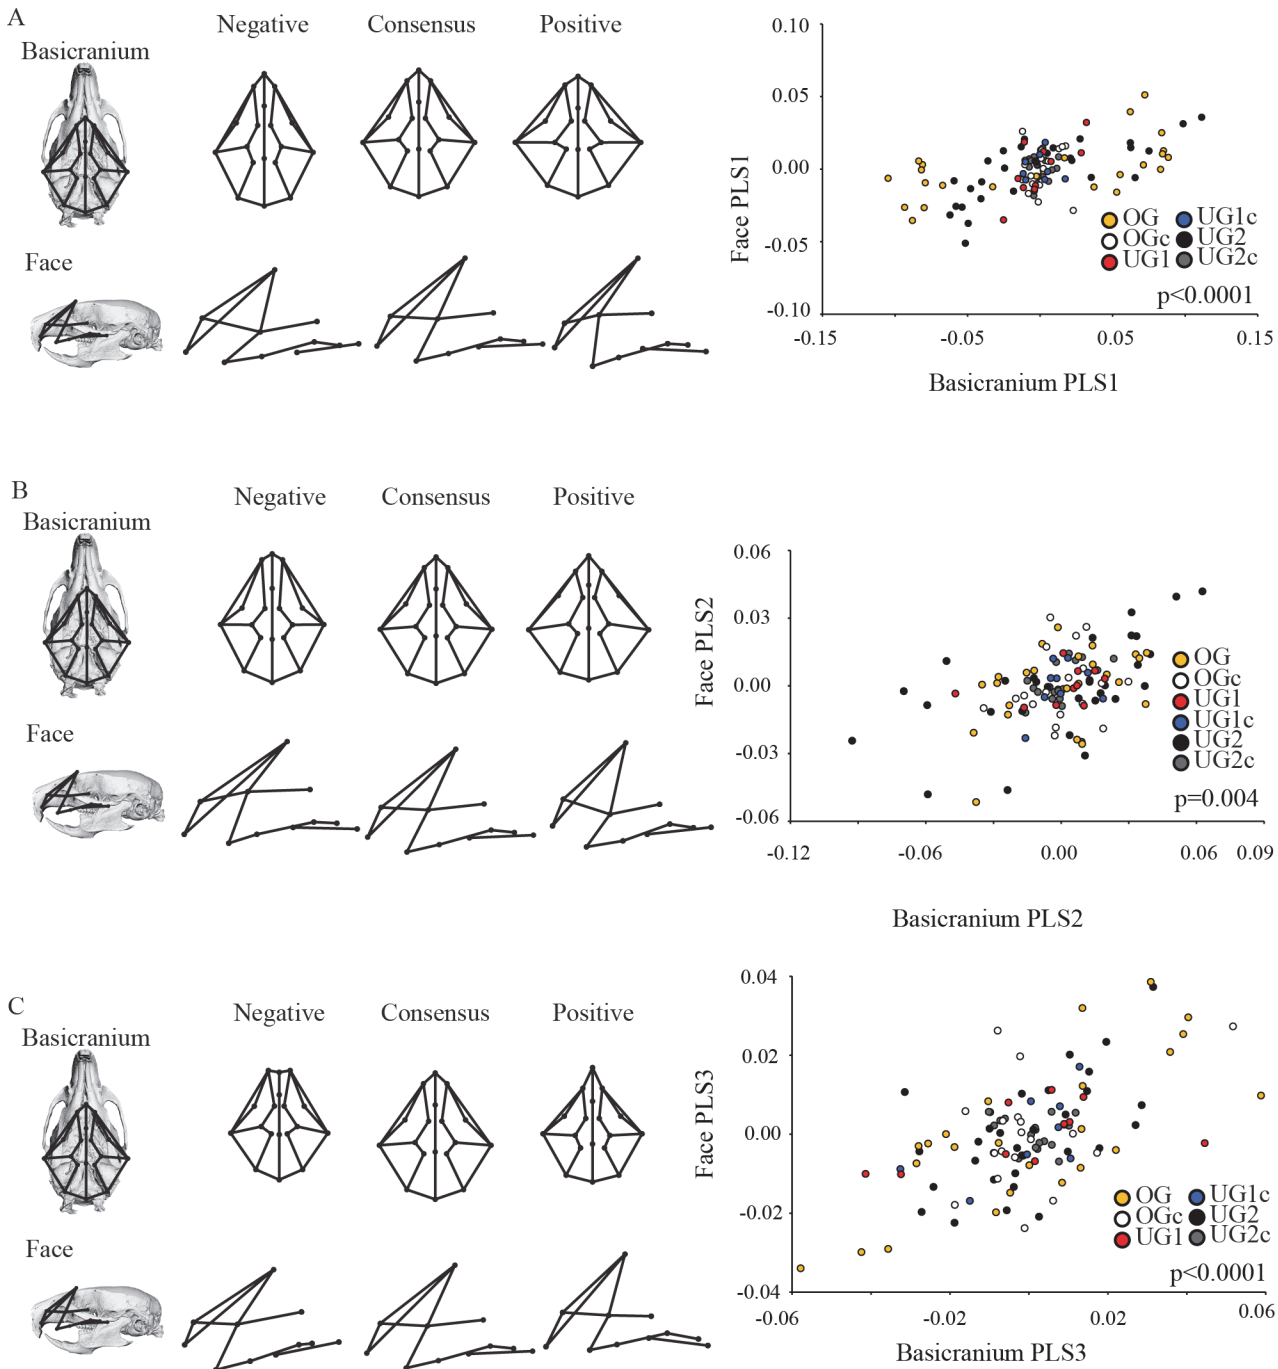 A
Negative Consensus Positive
Basicranium
Face
0.10
0.05
0.00
-0.05
-0.10
Face PLS1
-0.15 -0.05 0.05 0.15
Basicranium PLS1
OG UG1c
OGc UG2
UG1 UG2c
p<0.0001
B
Negative Consensus Positive
Basicranium
Face
0.06
0.03
0.00
-0.03
-0.06
Face PLS2
-0.12 -0.06 0.00 0.06 0.09
Basicranium PLS2
OG
OGc
UG1
UG1c
UG2
UG2c
p=0.004
C
Negative Consensus Positive
Basicranium
Face
0.04
0.02
0.00
-0.02
-0.04
Face PLS3
-0.06 -0.02 0.02 0.06
Basicranium PLS3
OG UG1c
OGc UG2
UG1 UG2c
p<0.0001